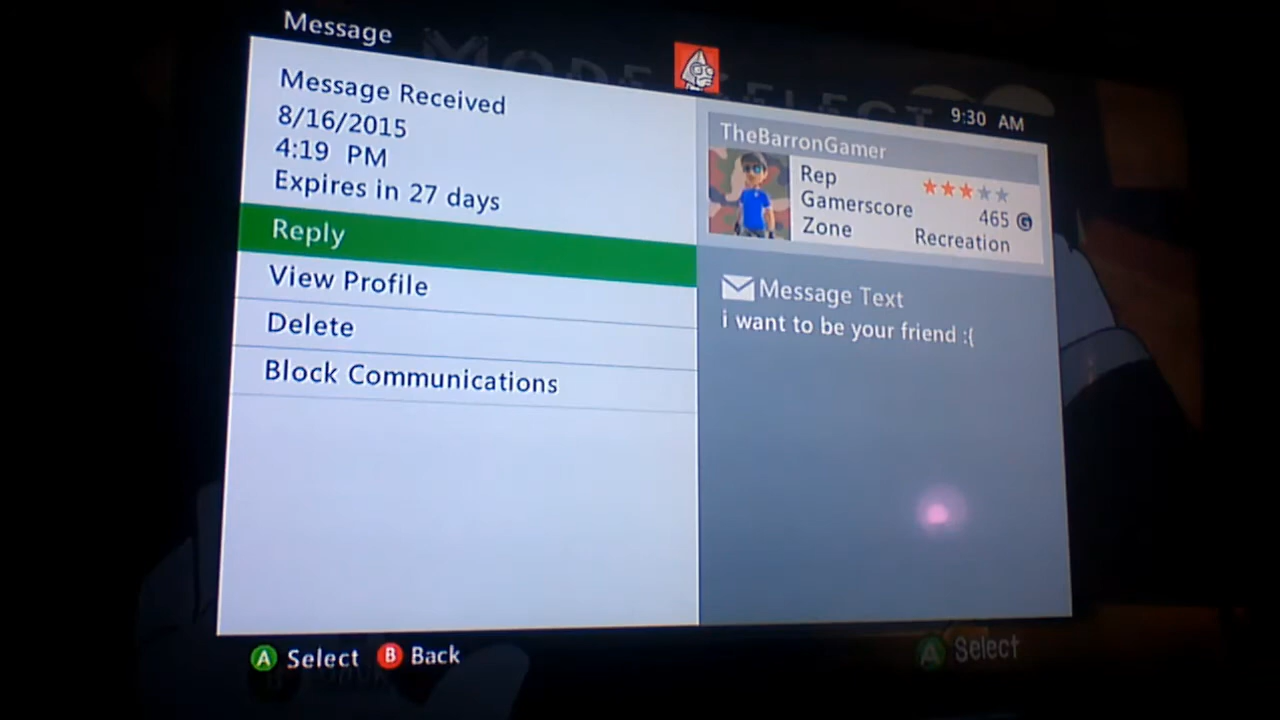 Message
MODE SELECT
9:30 AM
Message Received
8/16/2015
4:19 PM
Expires in 27 days
Reply
View Profile
Delete
Block Communications
TheBarronGamer
Rep
Gamerscore 465 G
Zone Recreation
Message Text
i want to be your friend :(
A Select B Back
A Select